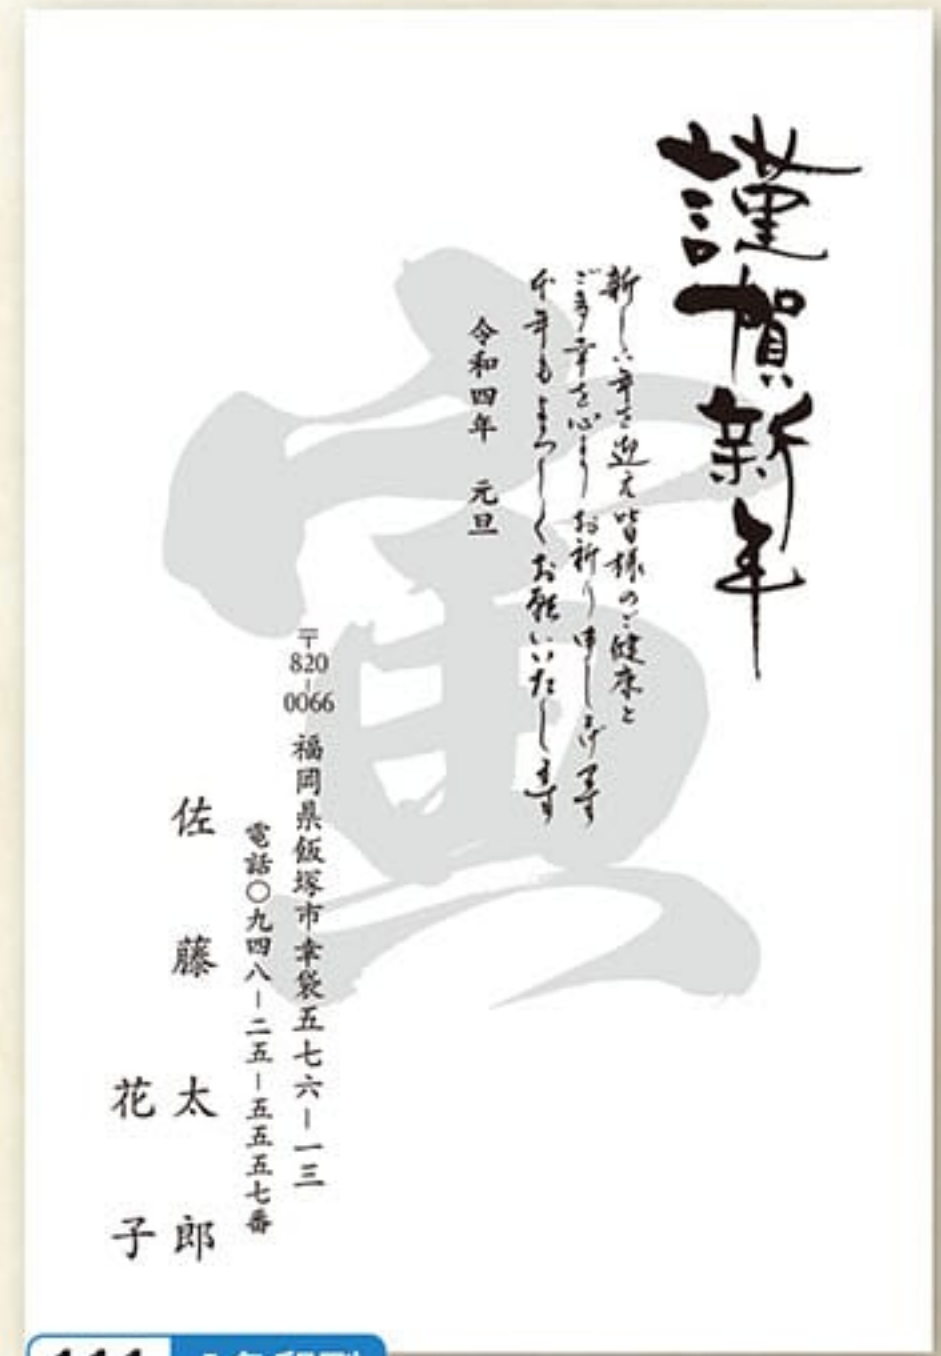 謹賀新年
新しい年を迎え皆様のご健康と
ご多幸を心よりお祈り申し上げます
本年もよろしくお願いいたします
令和四年 元旦
〒820-0066 福岡県飯塚市幸袋五七六-一三
電話〇九四八-二五-五五五七番
佐藤太郎
花子
寅